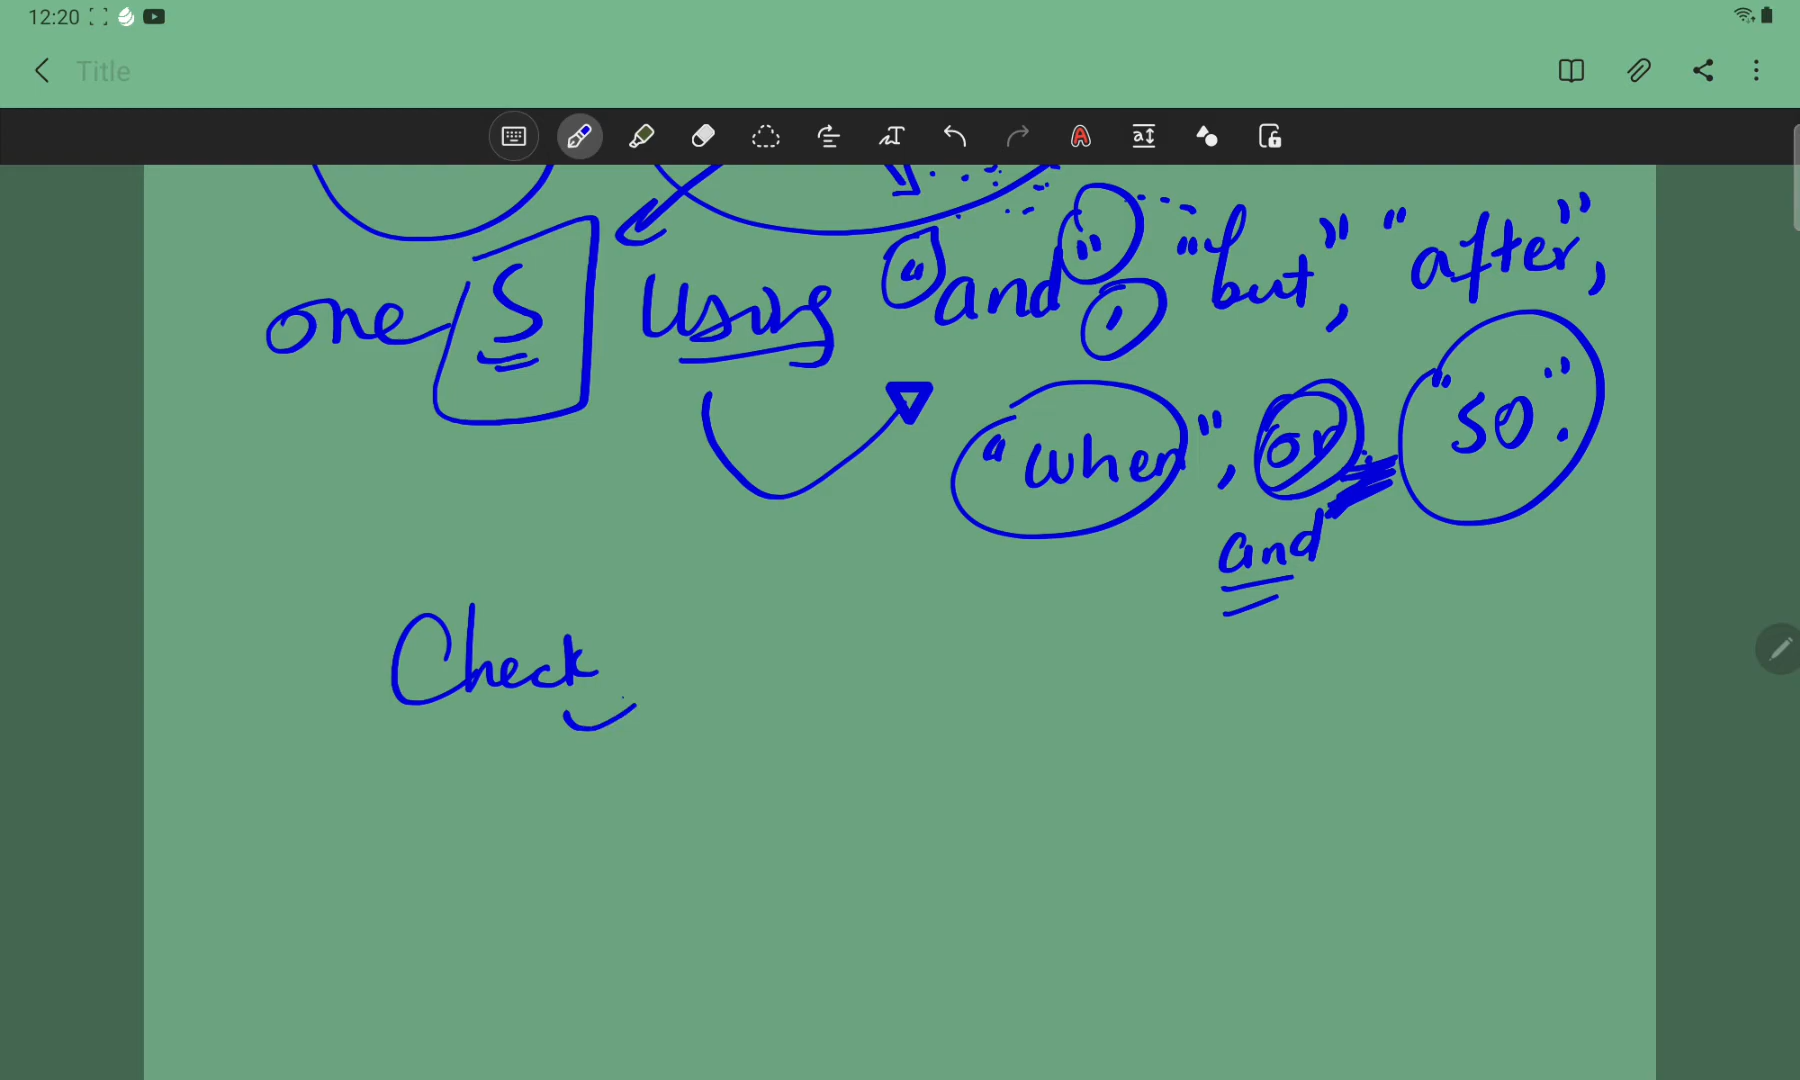 12:20
Title
one S using "and", "but", "after",
"when", or "so".
and
Check